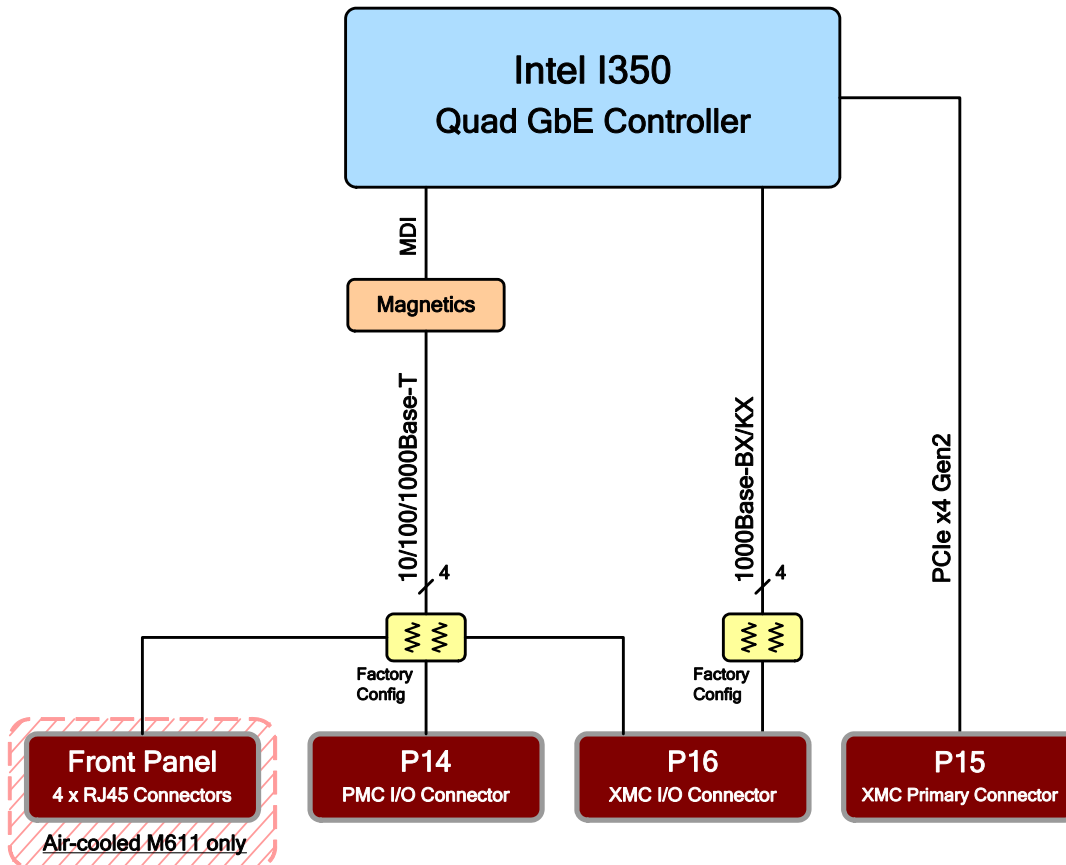 Intel I350
Quad GbE Controller
MDI
Magnetics
10/100/1000Base-T
4
1000Base-BX/KX
4
PCIe x4 Gen2
Factory
Config
Factory
Config
Front Panel
4 x RJ45 Connectors
P14
PMC I/O Connector
P16
XMC I/O Connector
P15
XMC Primary Connector
Air-cooled M611 only